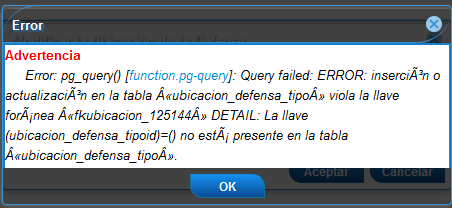 Error
Advertencia
Error: pg_query() [function.pg-query]: Query failed: ERROR: inserciÃ³n o
actualizaciÃ³n en la tabla Â«ubicacion_defensa_tipoÂ» viola la llave
forÃ¡nea Â«fkubicacion_125144Â» DETAIL: La llave
(ubicacion_defensa_tipoid)=() no estÃ¡ presente en la tabla
Â«ubicacion_defensa_tipoÂ».
Aceptar Cancelar
OK